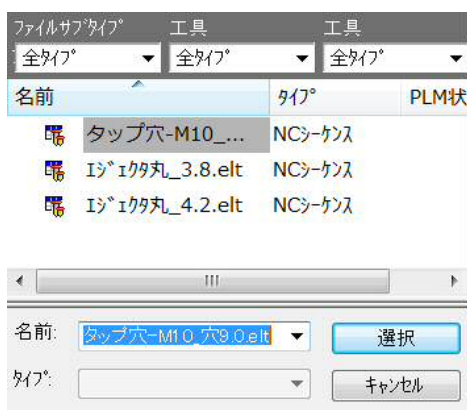 ﾌｧｲﾙｻﾌﾞﾀｲﾌﾟ 工具 工具
全ﾀｲﾌﾟ 全ﾀｲﾌﾟ 全ﾀｲﾌﾟ
名前 ﾀｲﾌﾟ PLM状
タップ穴-M10_... NCｼｰｹﾝｽ
ｴｼﾞｪｸﾀ丸_3.8.elt NCｼｰｹﾝｽ
ｴｼﾞｪｸﾀ丸_4.2.elt NCｼｰｹﾝｽ
名前: タップ穴-M10_穴9.0.elt 選択
ﾀｲﾌﾟ: ｷｬﾝｾﾙ